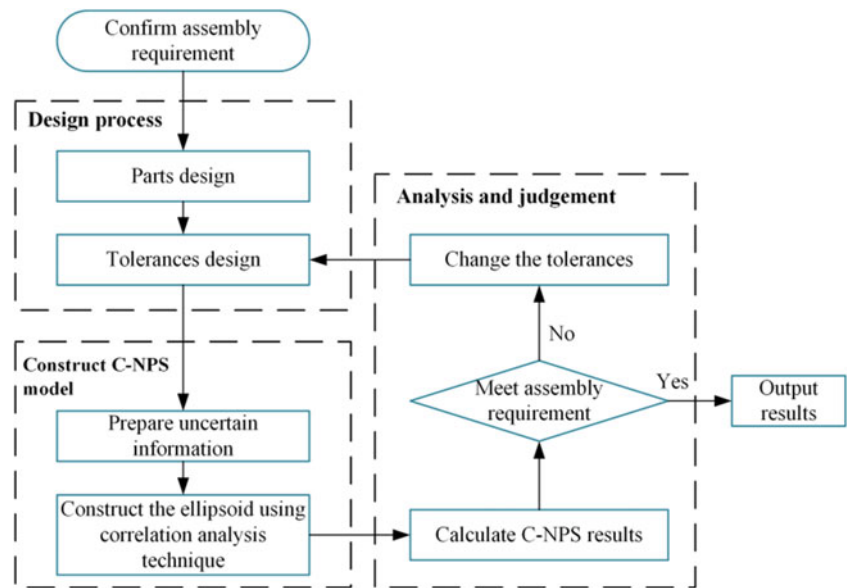 Confirm assembly
requirement
Design process
Parts design
Tolerances design
Construct C-NPS
model
Prepare uncertain
information
Construct the ellipsoid using
correlation analysis
technique
Analysis and judgement
Change the tolerances
No
Meet assembly
requirement
Yes
Output
results
Calculate C-NPS results